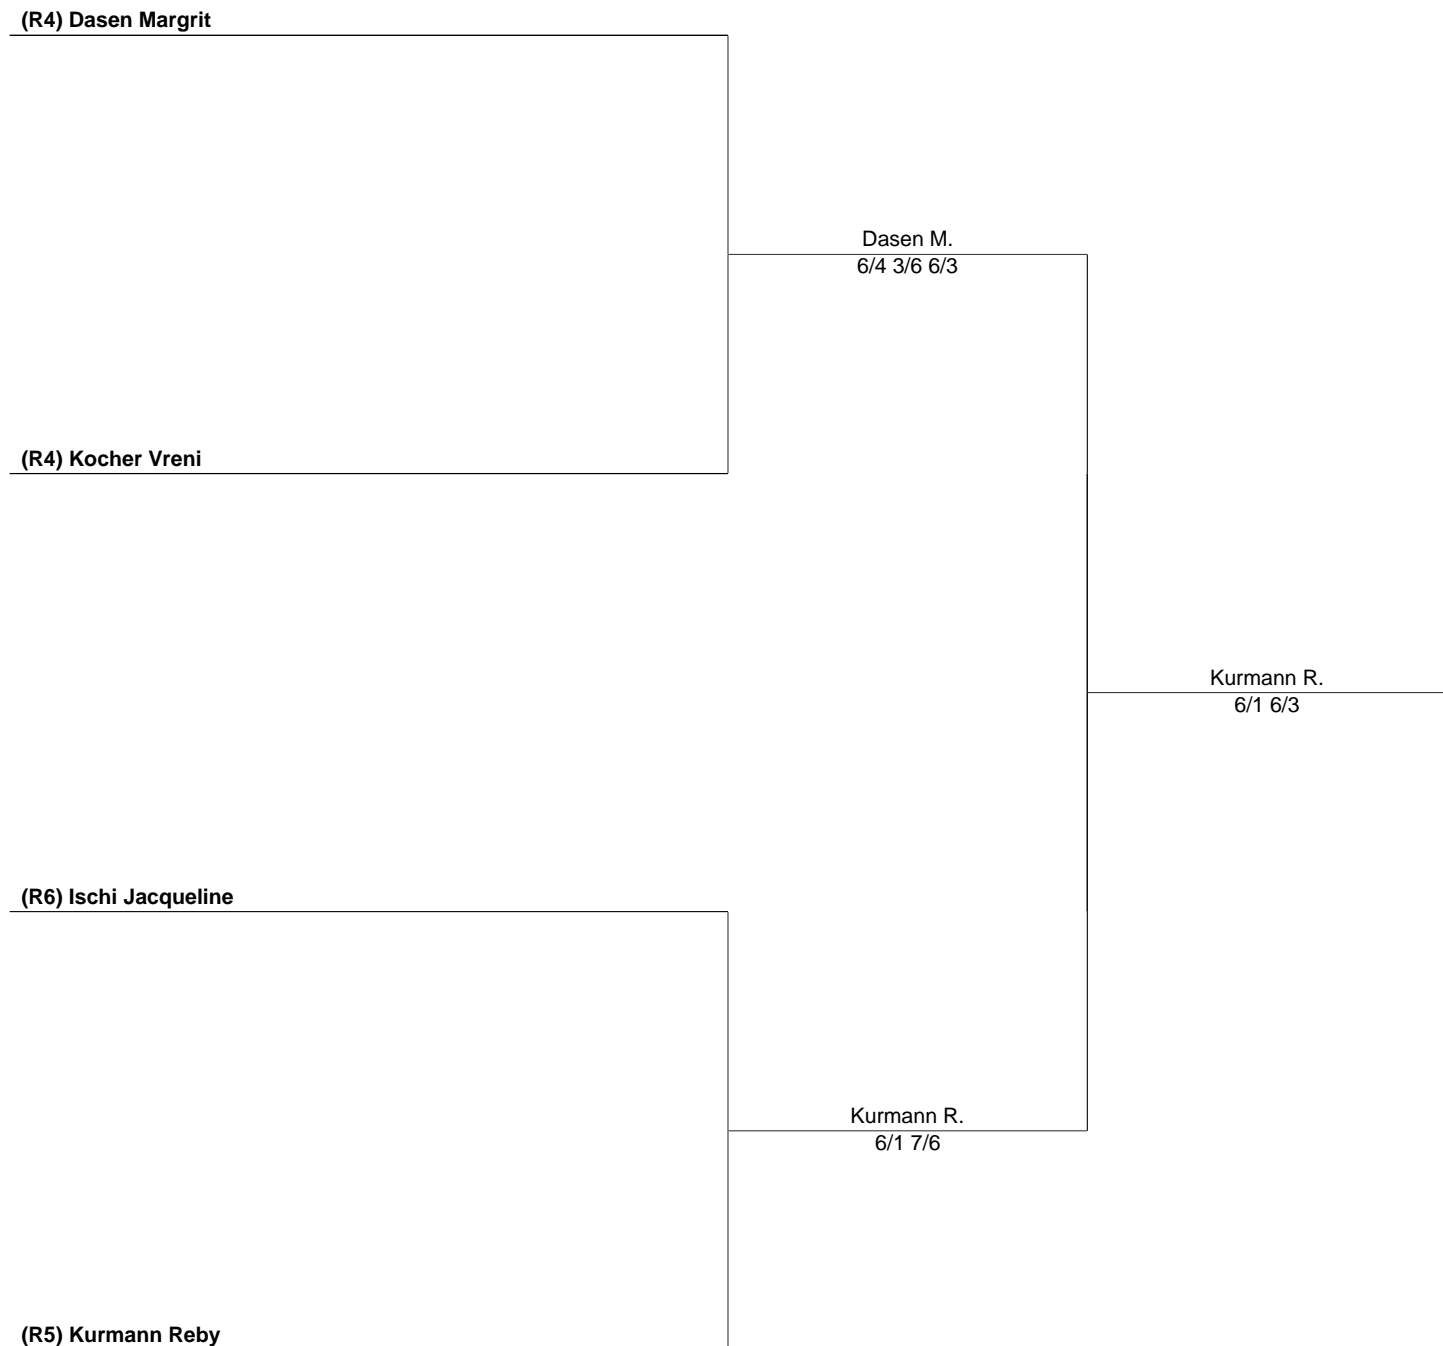 (R4) Dasen Margrit
Dasen M.
6/4 3/6 6/3
(R4) Kocher Vreni
Kurmann R.
6/1 6/3
(R6) Ischi Jacqueline
Kurmann R.
6/1 7/6
(R5) Kurmann Reby